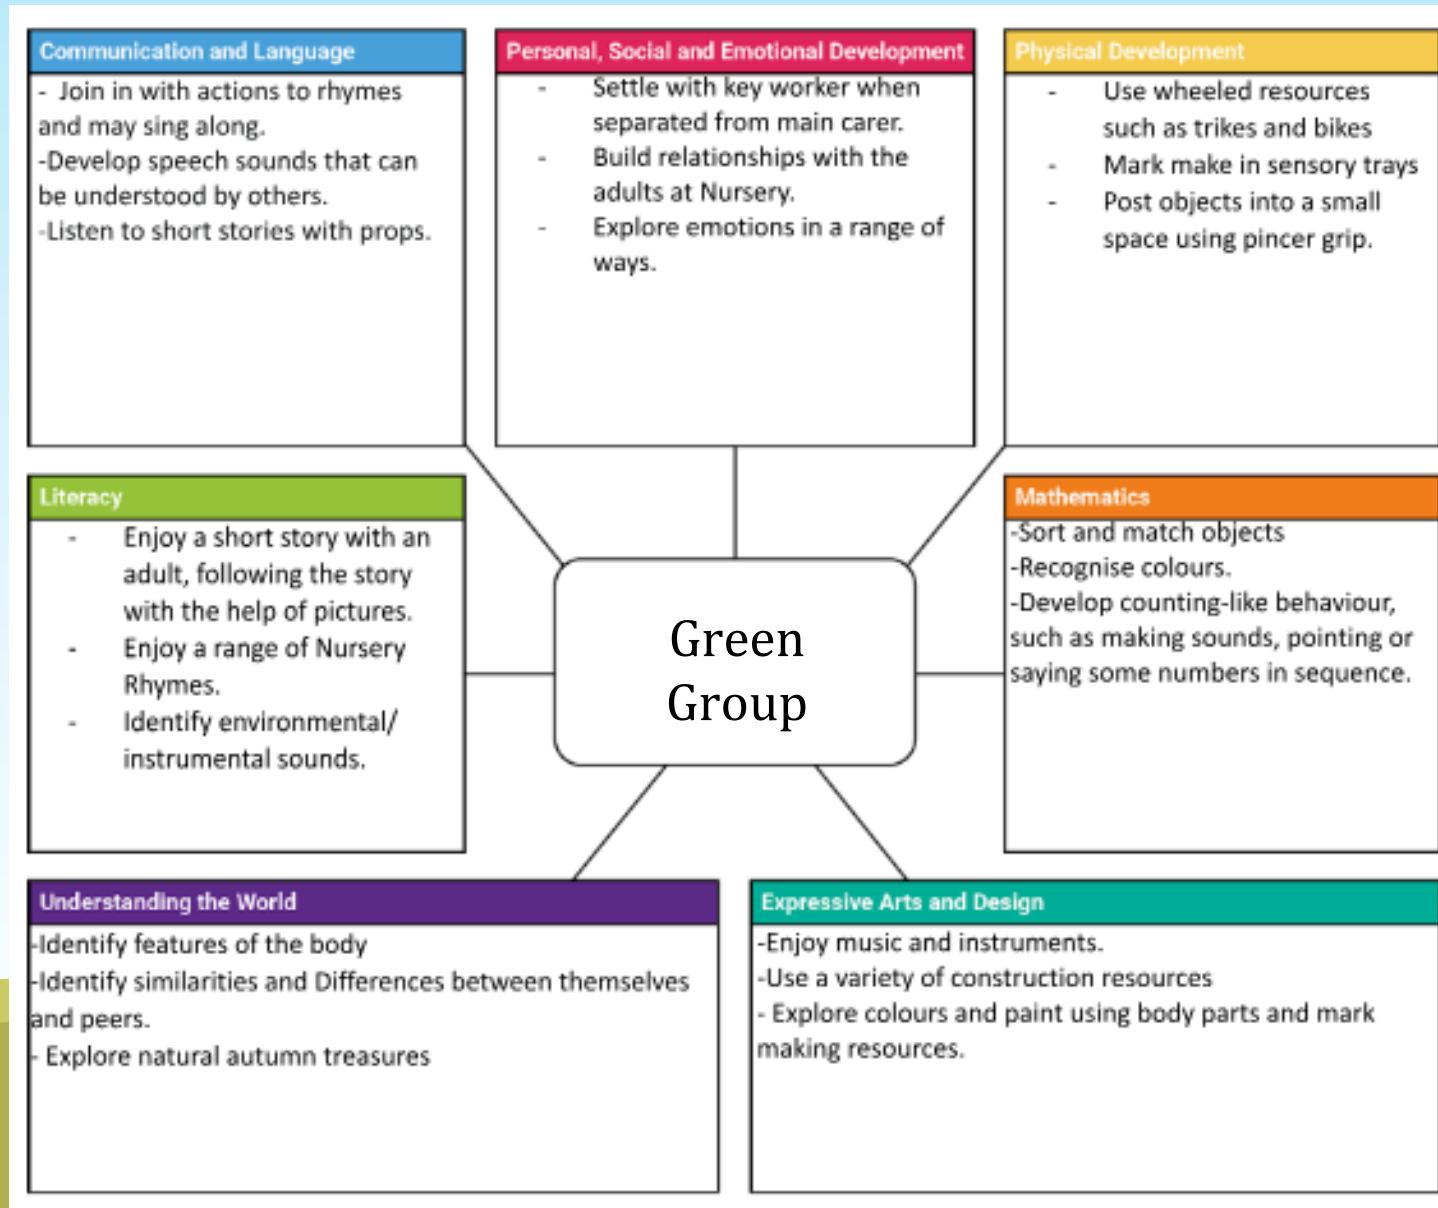 Communication and Language
- Join in with actions to rhymes
and may sing along.
-Develop speech sounds that can
be understood by others.
-Listen to short stories with props.
Personal, Social and Emotional Development
- Settle with key worker when
separated from main carer.
- Build relationships with the
adults at Nursery.
- Explore emotions in a range of
ways.
Physical Development
- Use wheeled resources
such as trikes and bikes
- Mark make in sensory trays
- Post objects into a small
space using pincer grip.
Literacy
- Enjoy a short story with an
adult, following the story
with the help of pictures.
- Enjoy a range of Nursery
Rhymes.
- Identify environmental/
instrumental sounds.
Green
Group
Mathematics
-Sort and match objects
-Recognise colours.
-Develop counting-like behaviour,
such as making sounds, pointing or
saying some numbers in sequence.
Understanding the World
-Identify features of the body
-Identify similarities and Differences between themselves
and peers.
- Explore natural autumn treasures
Expressive Arts and Design
-Enjoy music and instruments.
-Use a variety of construction resources
- Explore colours and paint using body parts and mark
making resources.